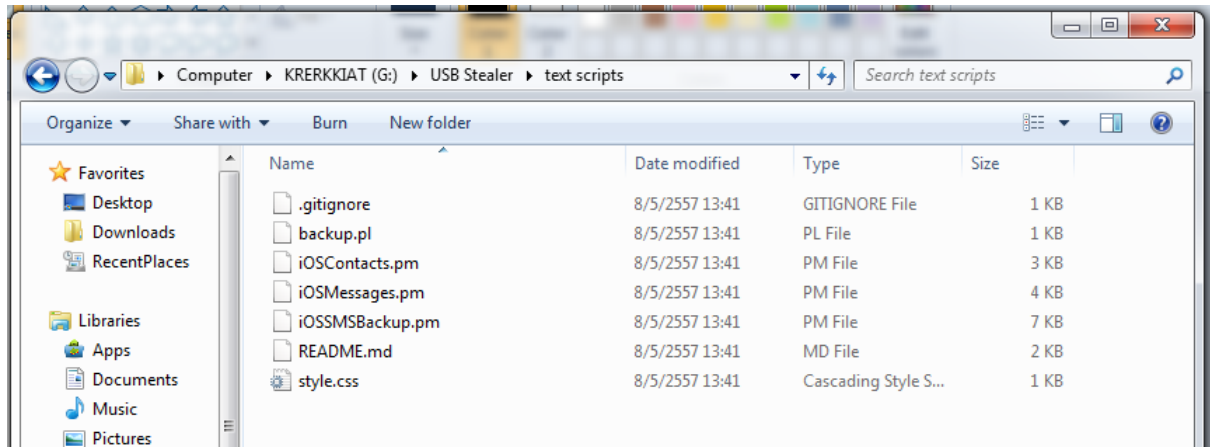 Computer KRERKKIAT (G:) USB Stealer text scripts Search text scripts
Organize Share with Burn New folder
Favorites
Desktop
Downloads
RecentPlaces
Libraries
Apps
Documents
Music
Pictures
Name Date modified Type Size
.gitignore 8/5/2557 13:41 GITIGNORE File 1 KB
backup.pl 8/5/2557 13:41 PL File 1 KB
iOSContacts.pm 8/5/2557 13:41 PM File 3 KB
iOSMessages.pm 8/5/2557 13:41 PM File 4 KB
iOSSMSBackup.pm 8/5/2557 13:41 PM File 7 KB
README.md 8/5/2557 13:41 MD File 2 KB
style.css 8/5/2557 13:41 Cascading Style S... 1 KB